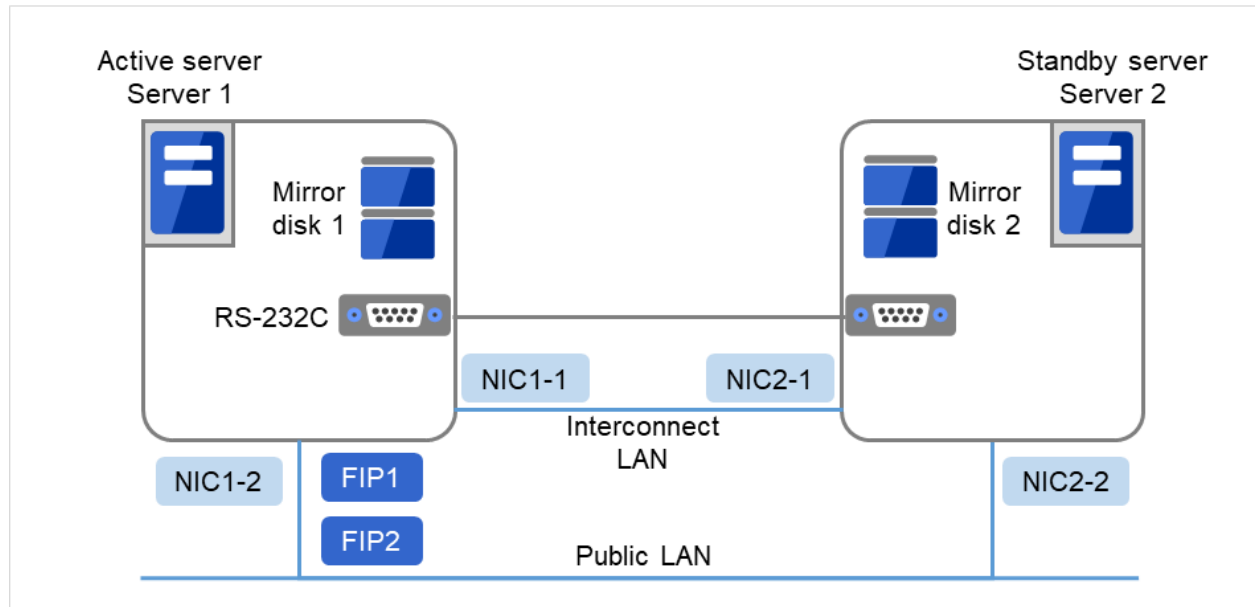 Active server
Server 1
Standby server
Server 2
Mirror
disk 1
Mirror
disk 2
RS-232C
NIC1-1
NIC2-1
Interconnect
LAN
NIC1-2
FIP1
NIC2-2
FIP2
Public LAN